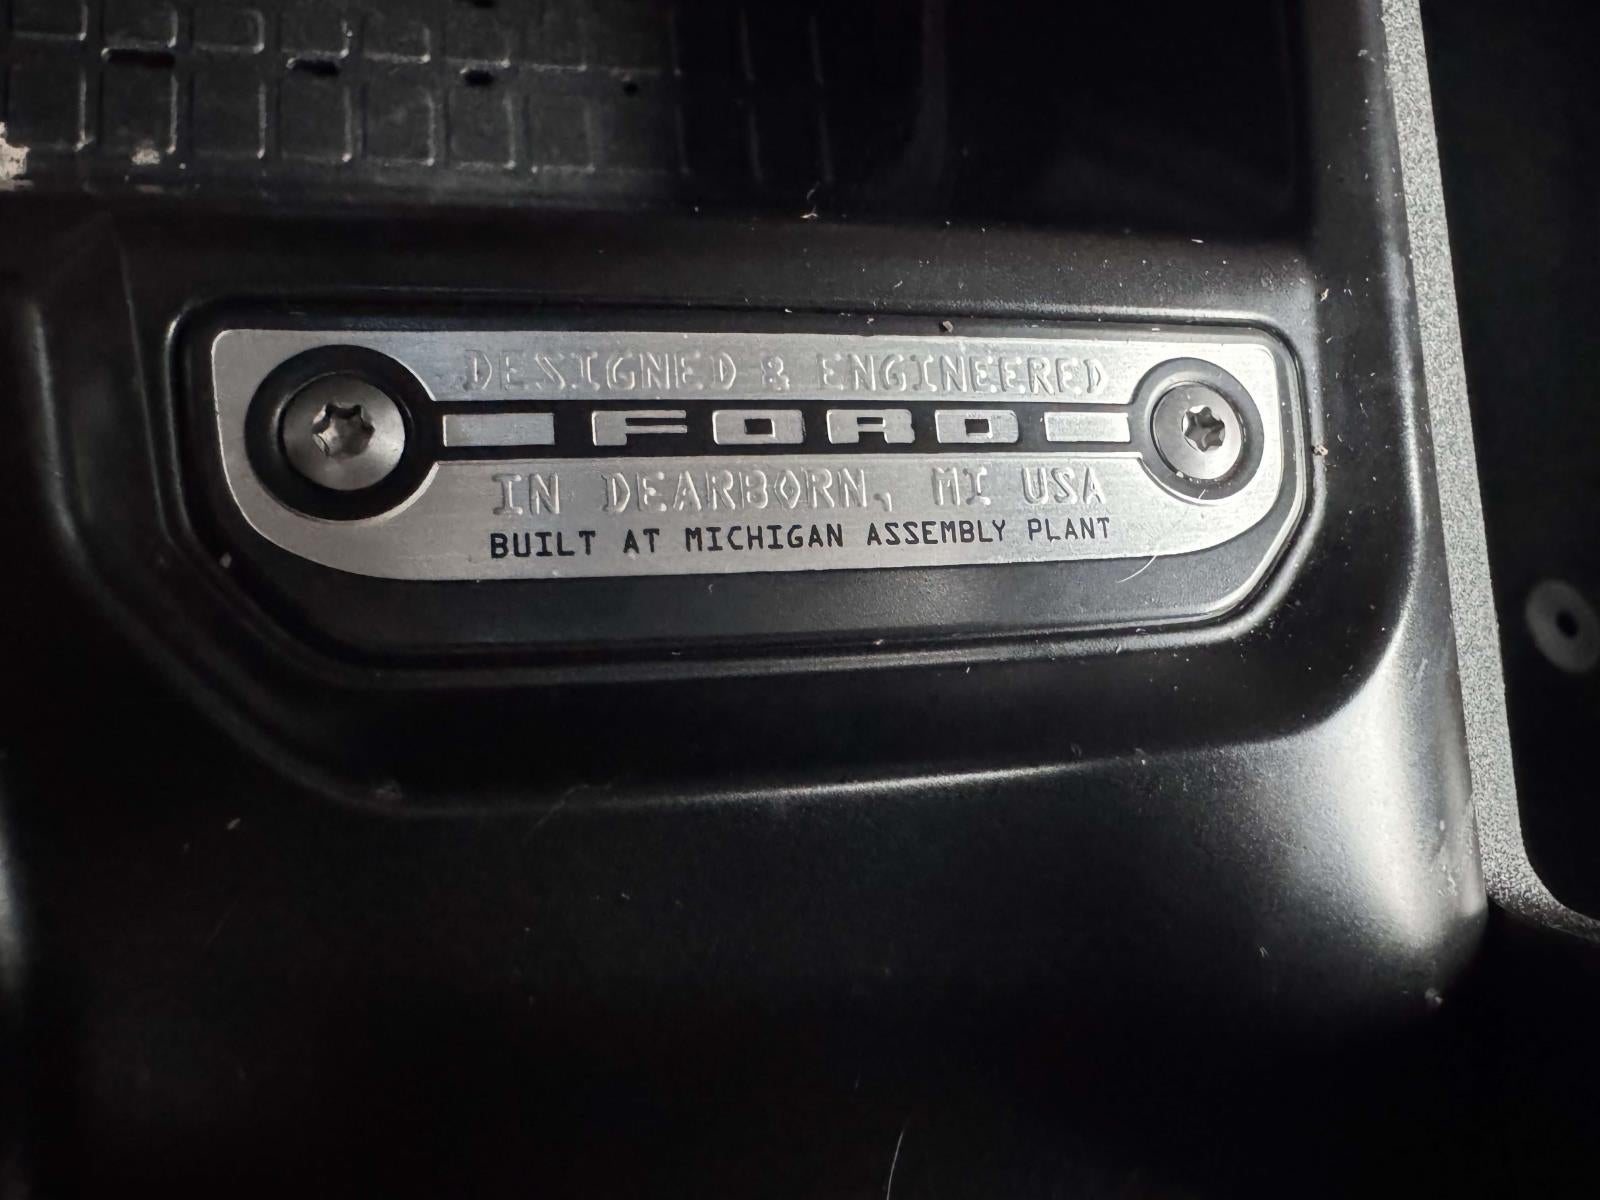 DESIGNED & ENGINEERED
FORD
IN DEARBORN, MI USA
BUILT AT MICHIGAN ASSEMBLY PLANT